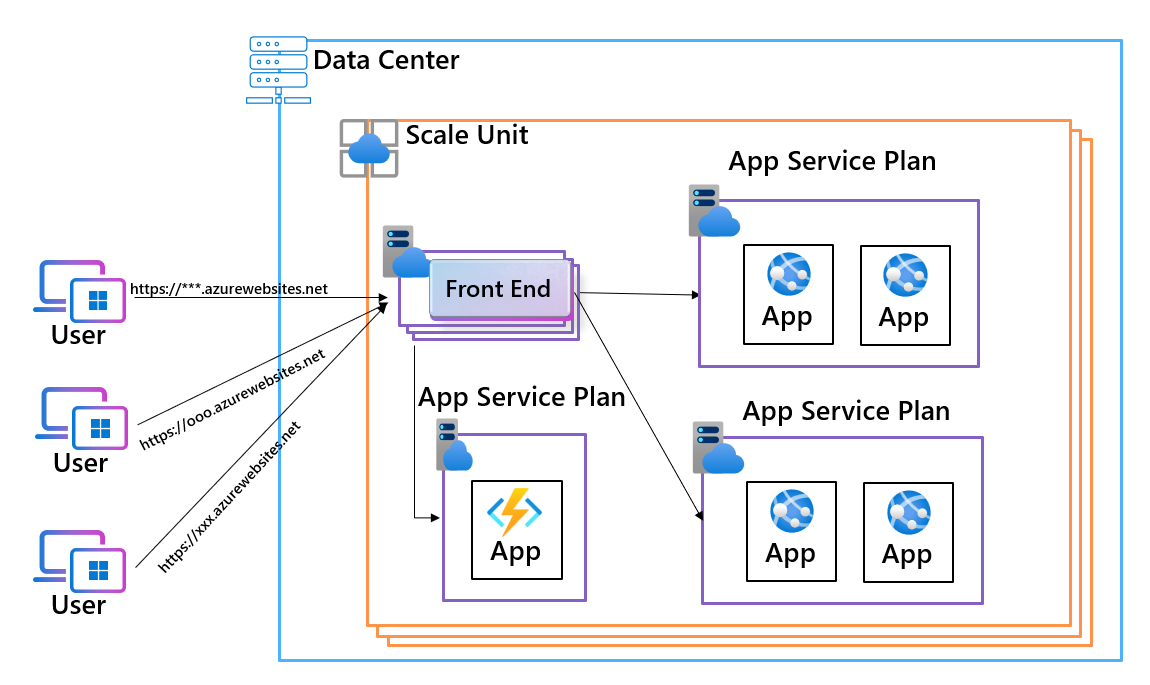 Data Center
Scale Unit
App Service Plan
https://***.azurewebsites.net
Front End
User
App
App
https://ooo.azurewebsites.net
App Service Plan
App Service Plan
User
https://xxx.azurewebsites.net
App
App
App
User